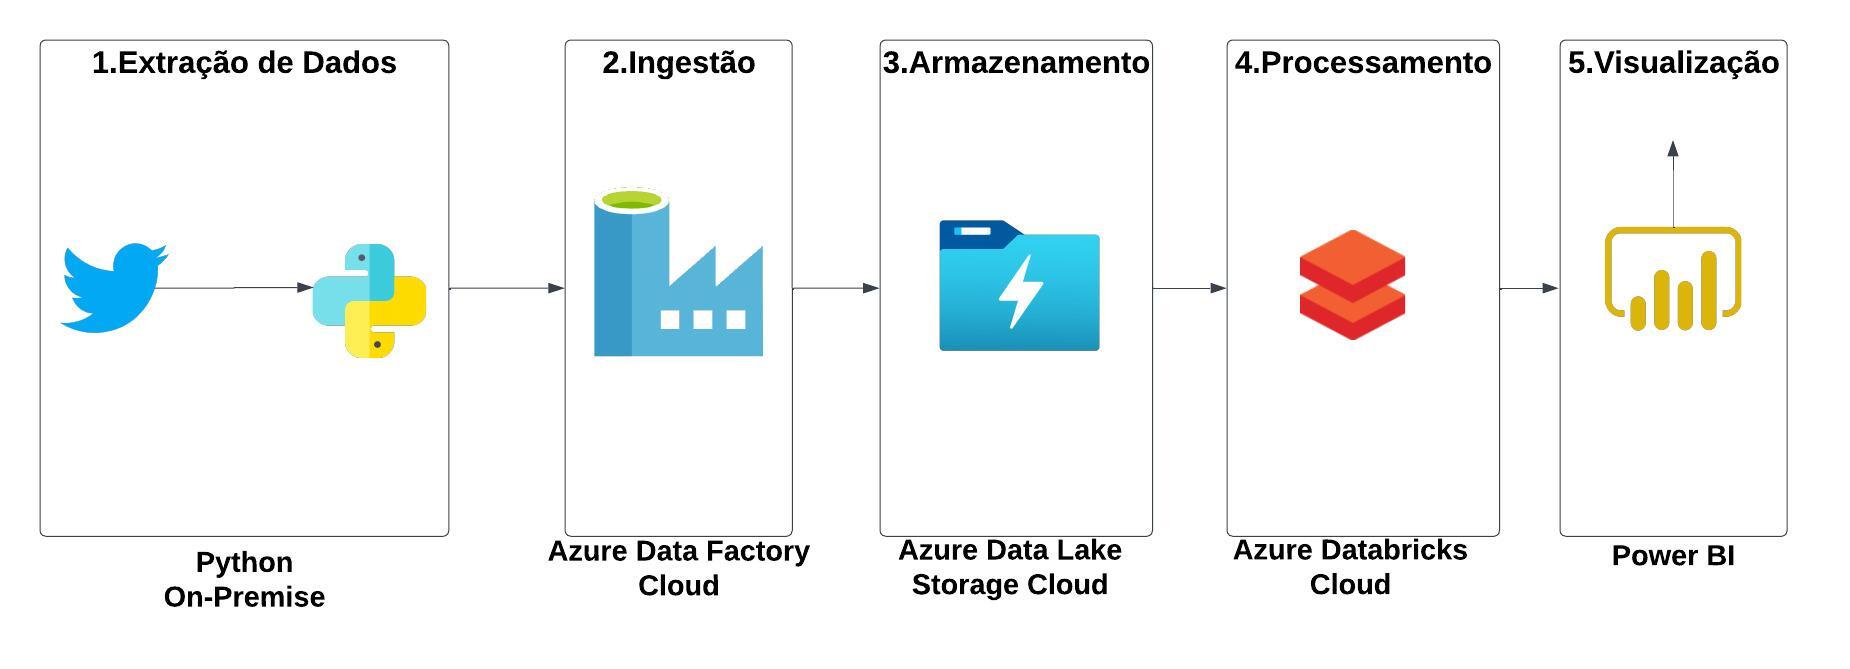 1.Extração de Dados
2.Ingestão
3.Armazenamento
4.Processamento
5.Visualização
Python
On-Premise
Azure Data Factory
Cloud
Azure Data Lake
Storage Cloud
Azure Databricks
Cloud
Power BI